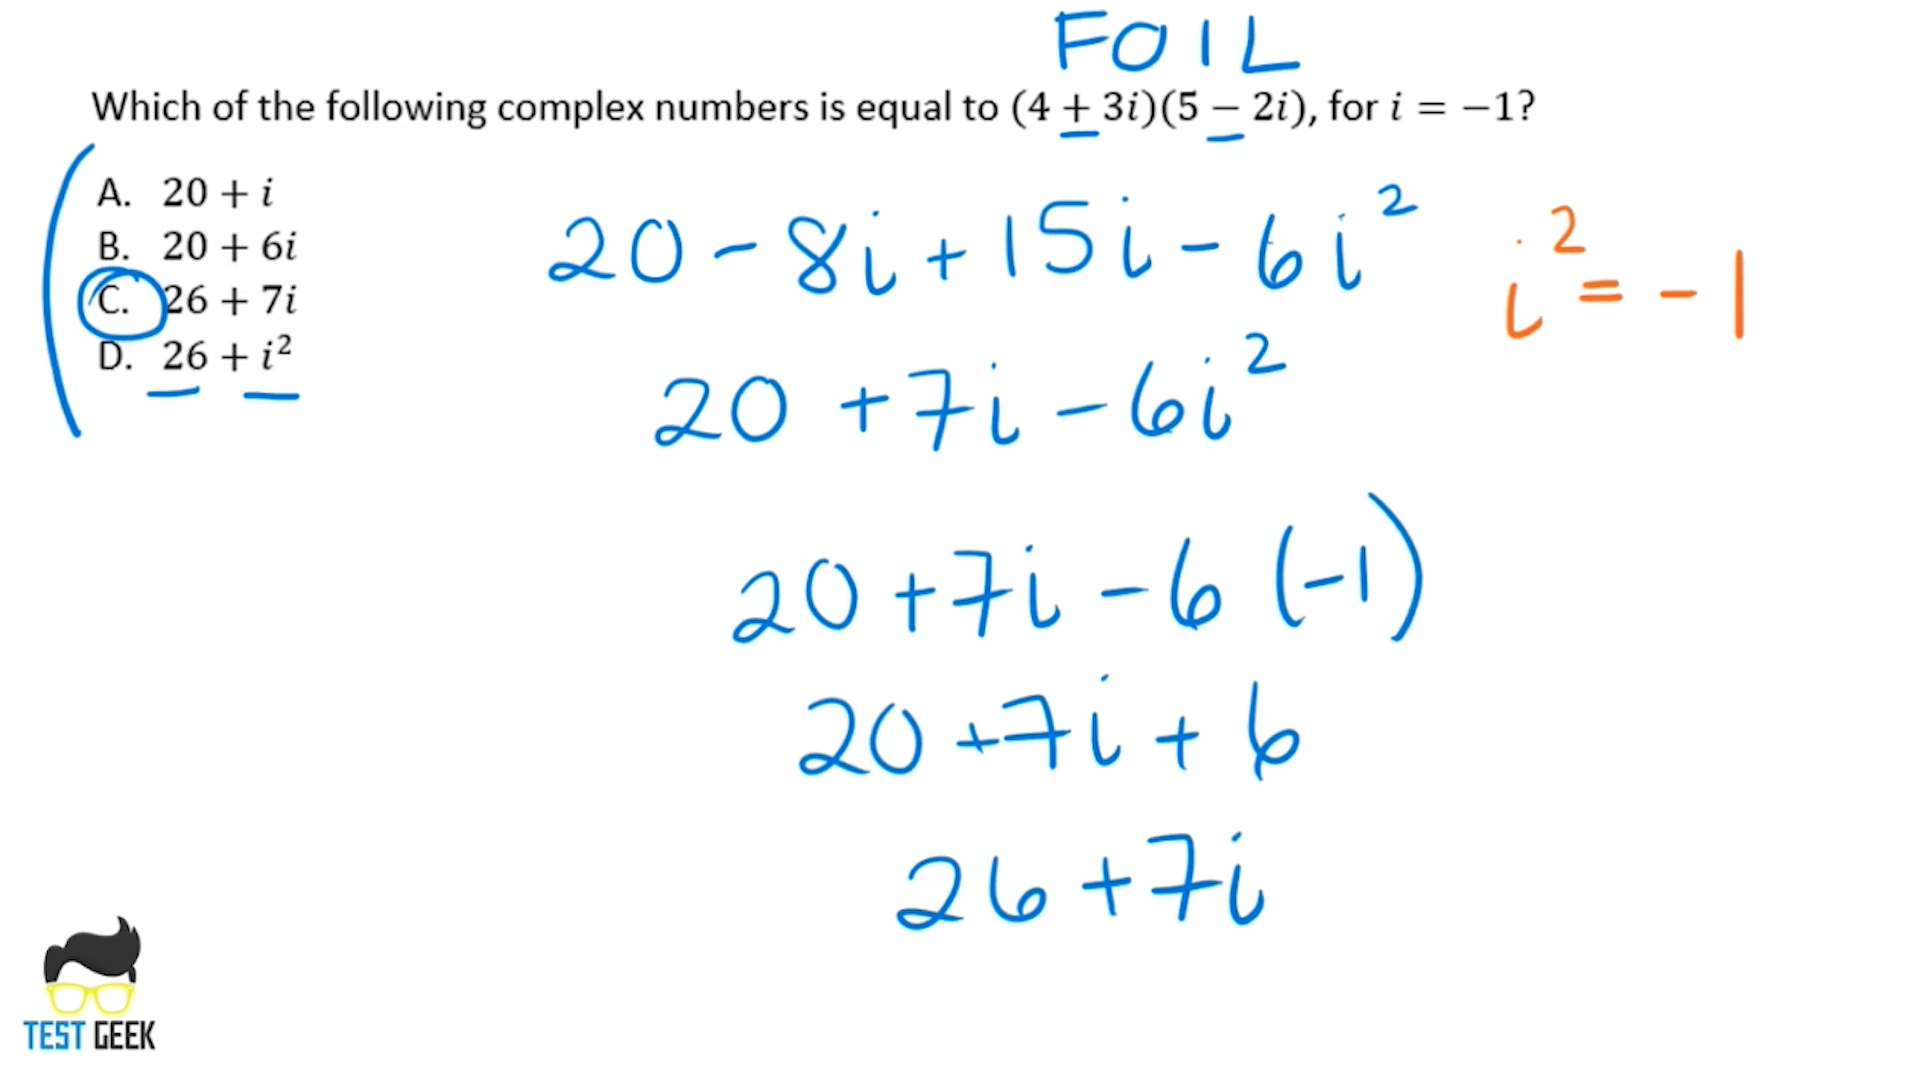 FOIL
Which of the following complex numbers is equal to (4 + 3i)(5 − 2i), for i = −1?
A. 20 + i
B. 20 + 6i
C. 26 + 7i
D. 26 + i²
20 - 8i + 15i - 6i²
i² = -1
20 + 7i - 6i²
20 + 7i - 6 (-1)
20 + 7i + 6
26 + 7i
TEST GEEK